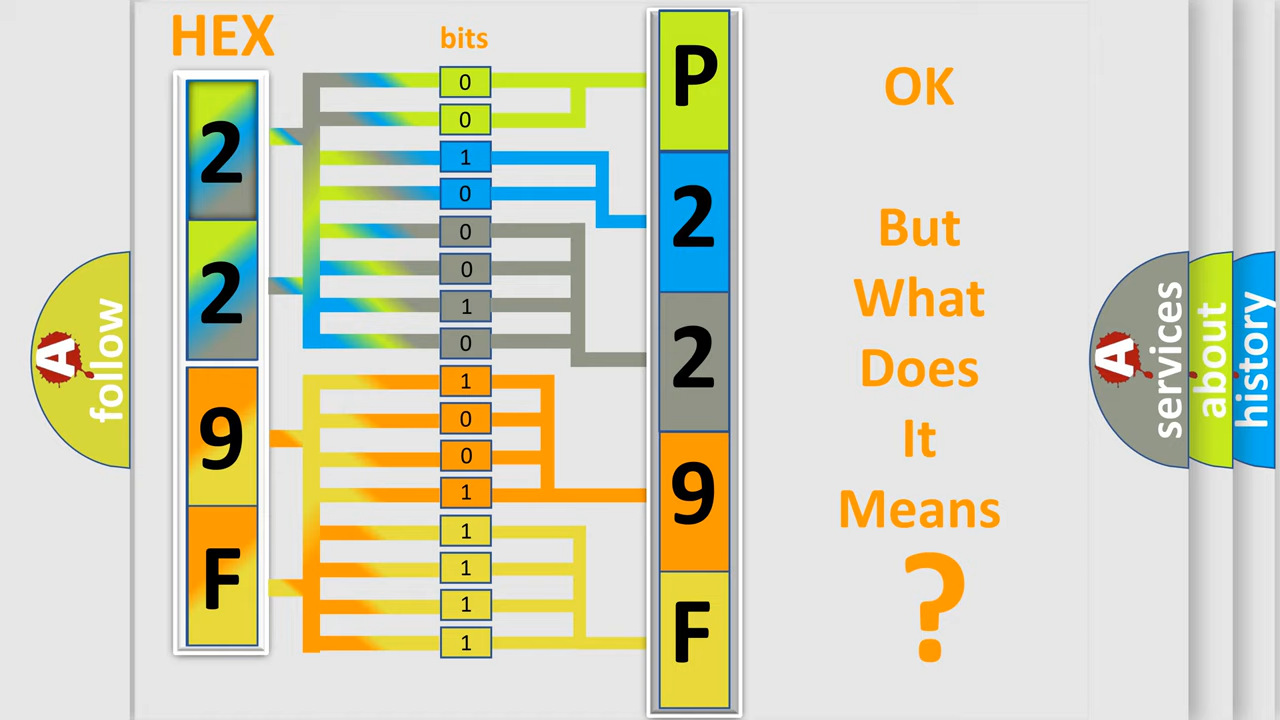 HEX
bits
2
2
9
F
0
0
1
0
0
0
1
0
1
0
0
1
1
1
1
1
P
2
2
9
F
OK
But
What
Does
It
Means
?
A
follow
A
services
about
history